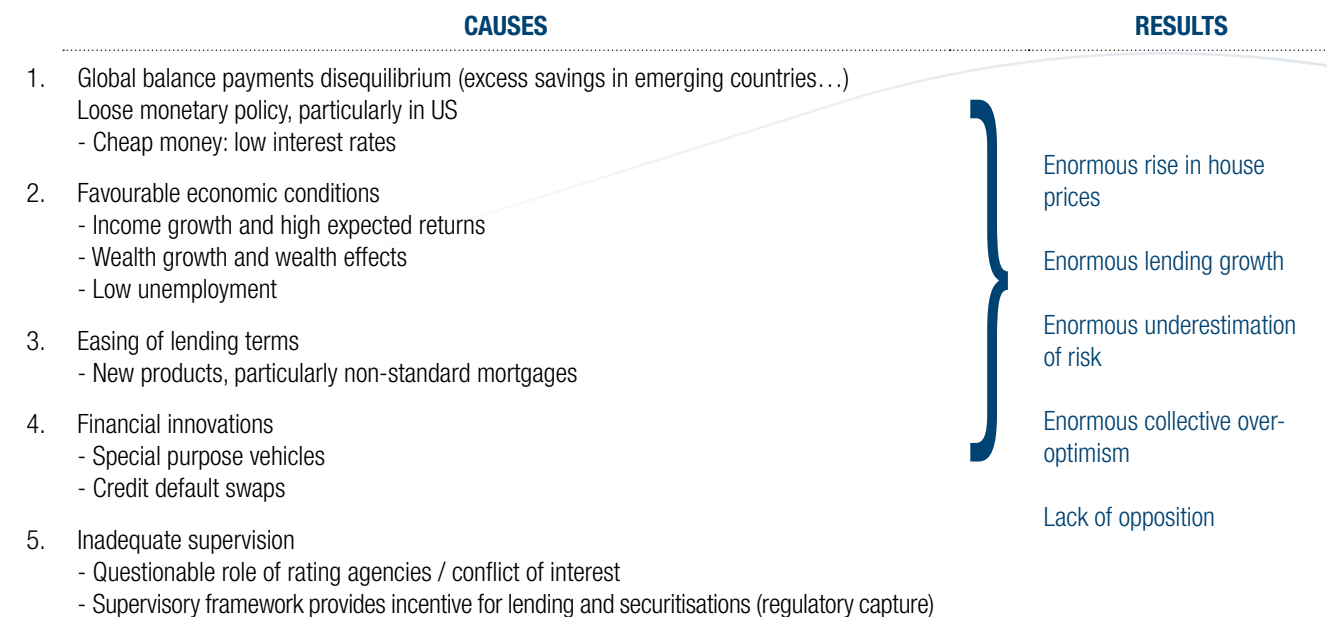 CAUSES
RESULTS
1. Global balance payments disequilibrium (excess savings in emerging countries…)
Loose monetary policy, particularly in US
- Cheap money: low interest rates
2. Favourable economic conditions
- Income growth and high expected returns
- Wealth growth and wealth effects
- Low unemployment
3. Easing of lending terms
- New products, particularly non-standard mortgages
4. Financial innovations
- Special purpose vehicles
- Credit default swaps
5. Inadequate supervision
- Questionable role of rating agencies / conflict of interest
- Supervisory framework provides incentive for lending and securitisations (regulatory capture)
Enormous rise in house
prices
Enormous lending growth
Enormous underestimation
of risk
Enormous collective over-
optimism
Lack of opposition